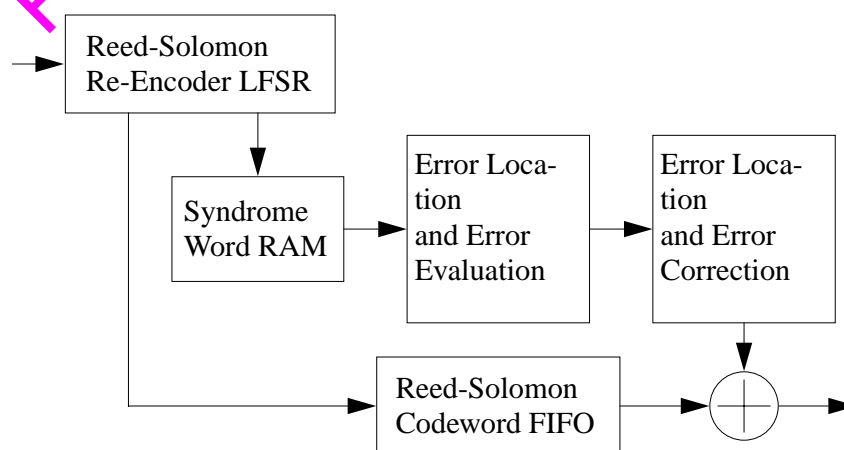 Reed-Solomon
Re-Encoder LFSR
Syndrome
Word RAM
Error Loca-
tion
and Error
Evaluation
Error Loca-
tion
and Error
Correction
Reed-Solomon
Codeword FIFO